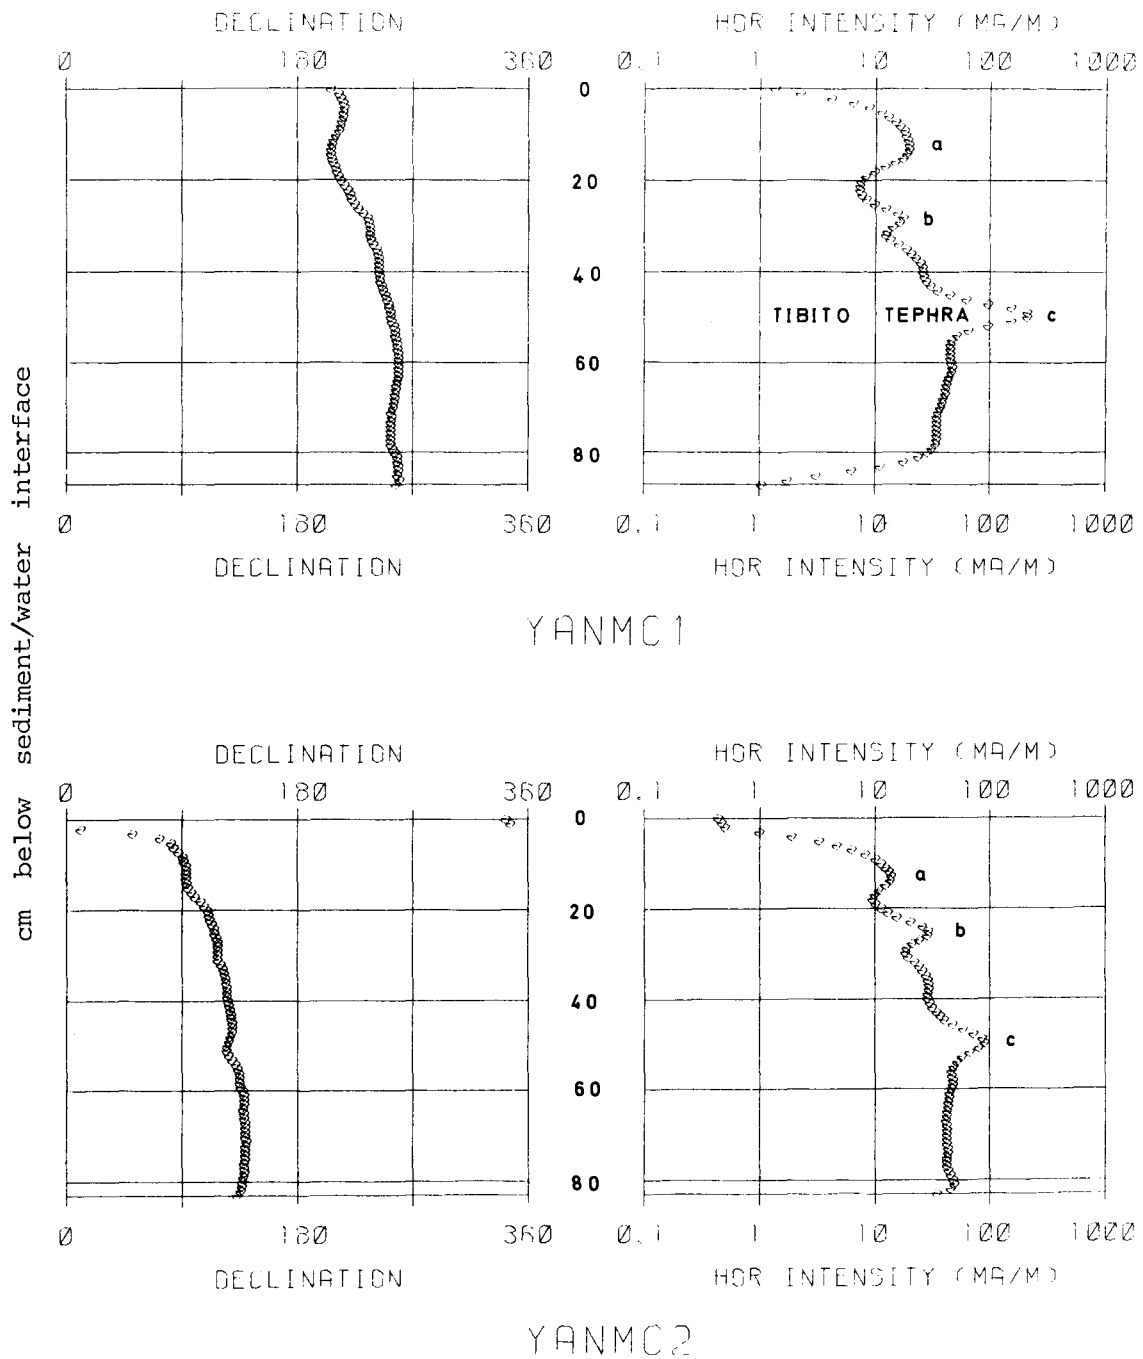 DECLINATION HOR INTENSITY (MA/M)
0 180 360 0.1 1 10 100 1000
0
a
20
b
40
TIBITO TEPHRA c
60
80
0 180 360 0.1 1 10 100 1000
DECLINATION HOR INTENSITY (MA/M)
YANMC1
cm below sediment/water interface
DECLINATION HOR INTENSITY (MA/M)
0 180 360 0.1 1 10 100 1000
0
a
20
b
40
c
60
80
0 180 360 0.1 1 10 100 1000
DECLINATION HOR INTENSITY (MA/M)
YANMC2